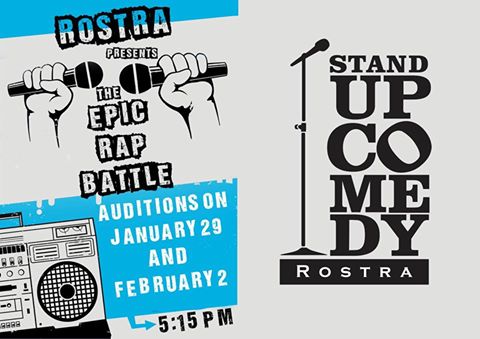 ROSTRA
PRESENTS
THE
EPIC
RAP
BATTLE
AUDITIONS ON
JANUARY 29
AND
FEBRUARY 2
5:15 PM
STAND
UP
CO
ME
DY
ROSTRA